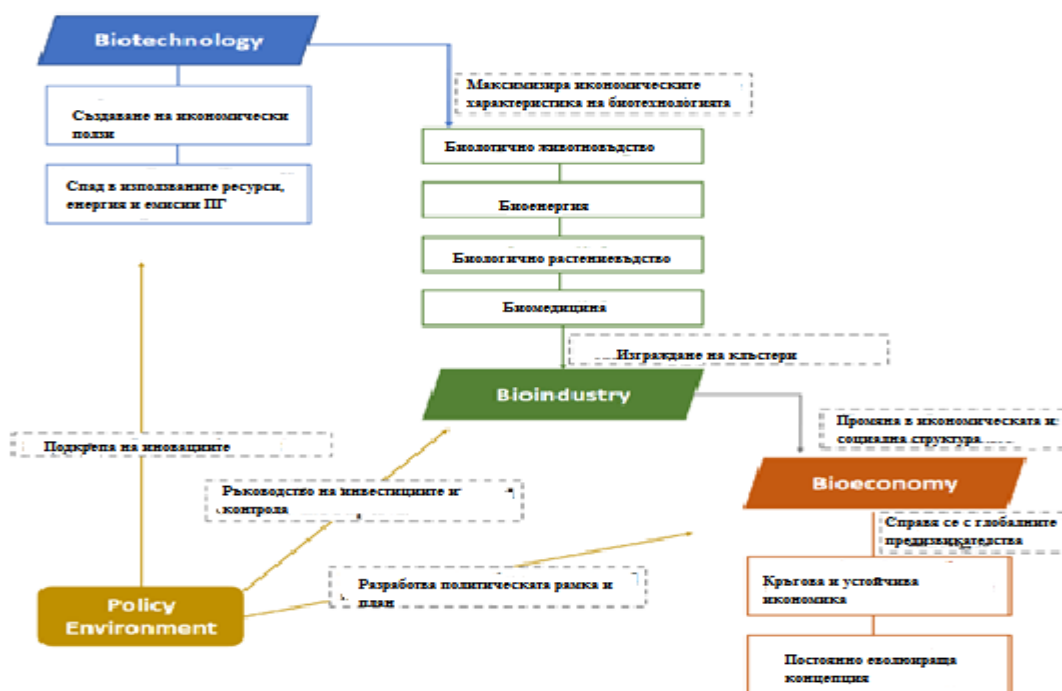 Biotechnology
Създаване на икономически
ползи
Спад в използваните ресурси,
енергия и емисии ПГ
Максимизира икономическите
характеристика на биотехнологията
Биологично животновъдство
Биоенергия
Биологично растениевъдство
Биомедицина
Изграждане на клъстери
Bioindustry
Промяна в икономическата и
социална структура
Bioeconomy
Справя се с глобалните
предизвикателства
Кръгова и устойчива
икономика
Постоянно еволюираща
концепция
Подкрепа на иновациите
Ръководство на инвестициите и
контрола
Разработва политическата рамка и
план
Policy
Environment